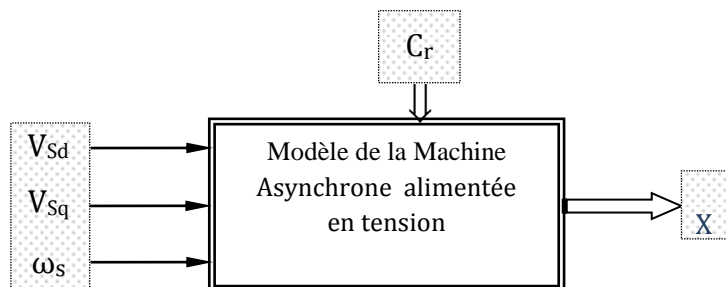 Cr
VSd
VSq
ωs
Modèle de la Machine
Asynchrone alimentée
en tension
X